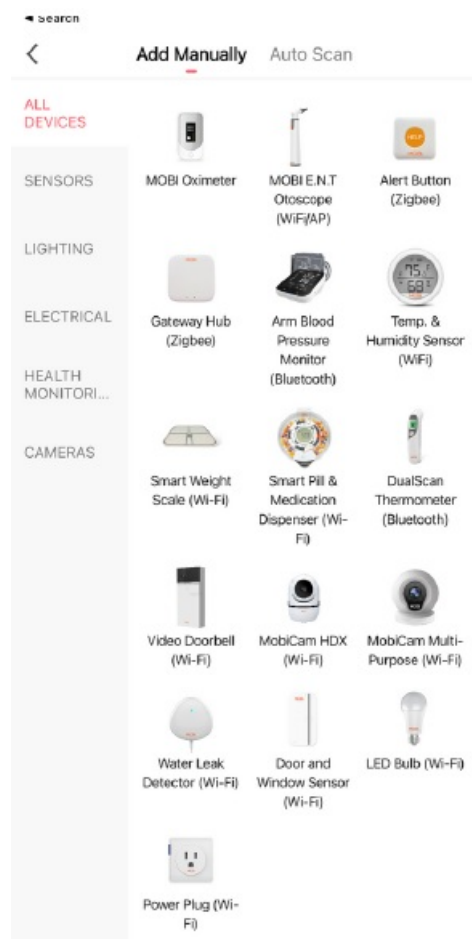 ◂ Search
Add Manually Auto Scan
ALL
DEVICES
SENSORS
LIGHTING
ELECTRICAL
HEALTH
MONITORI...
CAMERAS
HELP
MOBI Oximeter
MOBI E.N.T
Otoscope
(WiFi/AP)
Alert Button
(Zigbee)
75
68
Gateway Hub
(Zigbee)
Arm Blood
Pressure
Monitor
(Bluetooth)
Temp. &
Humidity Sensor
(WiFi)
Smart Weight
Scale (Wi-Fi)
Smart Pill &
Medication
Dispenser (Wi-
Fi)
DualScan
Thermometer
(Bluetooth)
Video Doorbell
(Wi-Fi)
MobiCam HDX
(Wi-Fi)
MobiCam Multi-
Purpose (Wi-Fi)
Water Leak
Detector (Wi-Fi)
Door and
Window Sensor
(Wi-Fi)
LED Bulb (Wi-Fi)
Power Plug (Wi-
Fi)